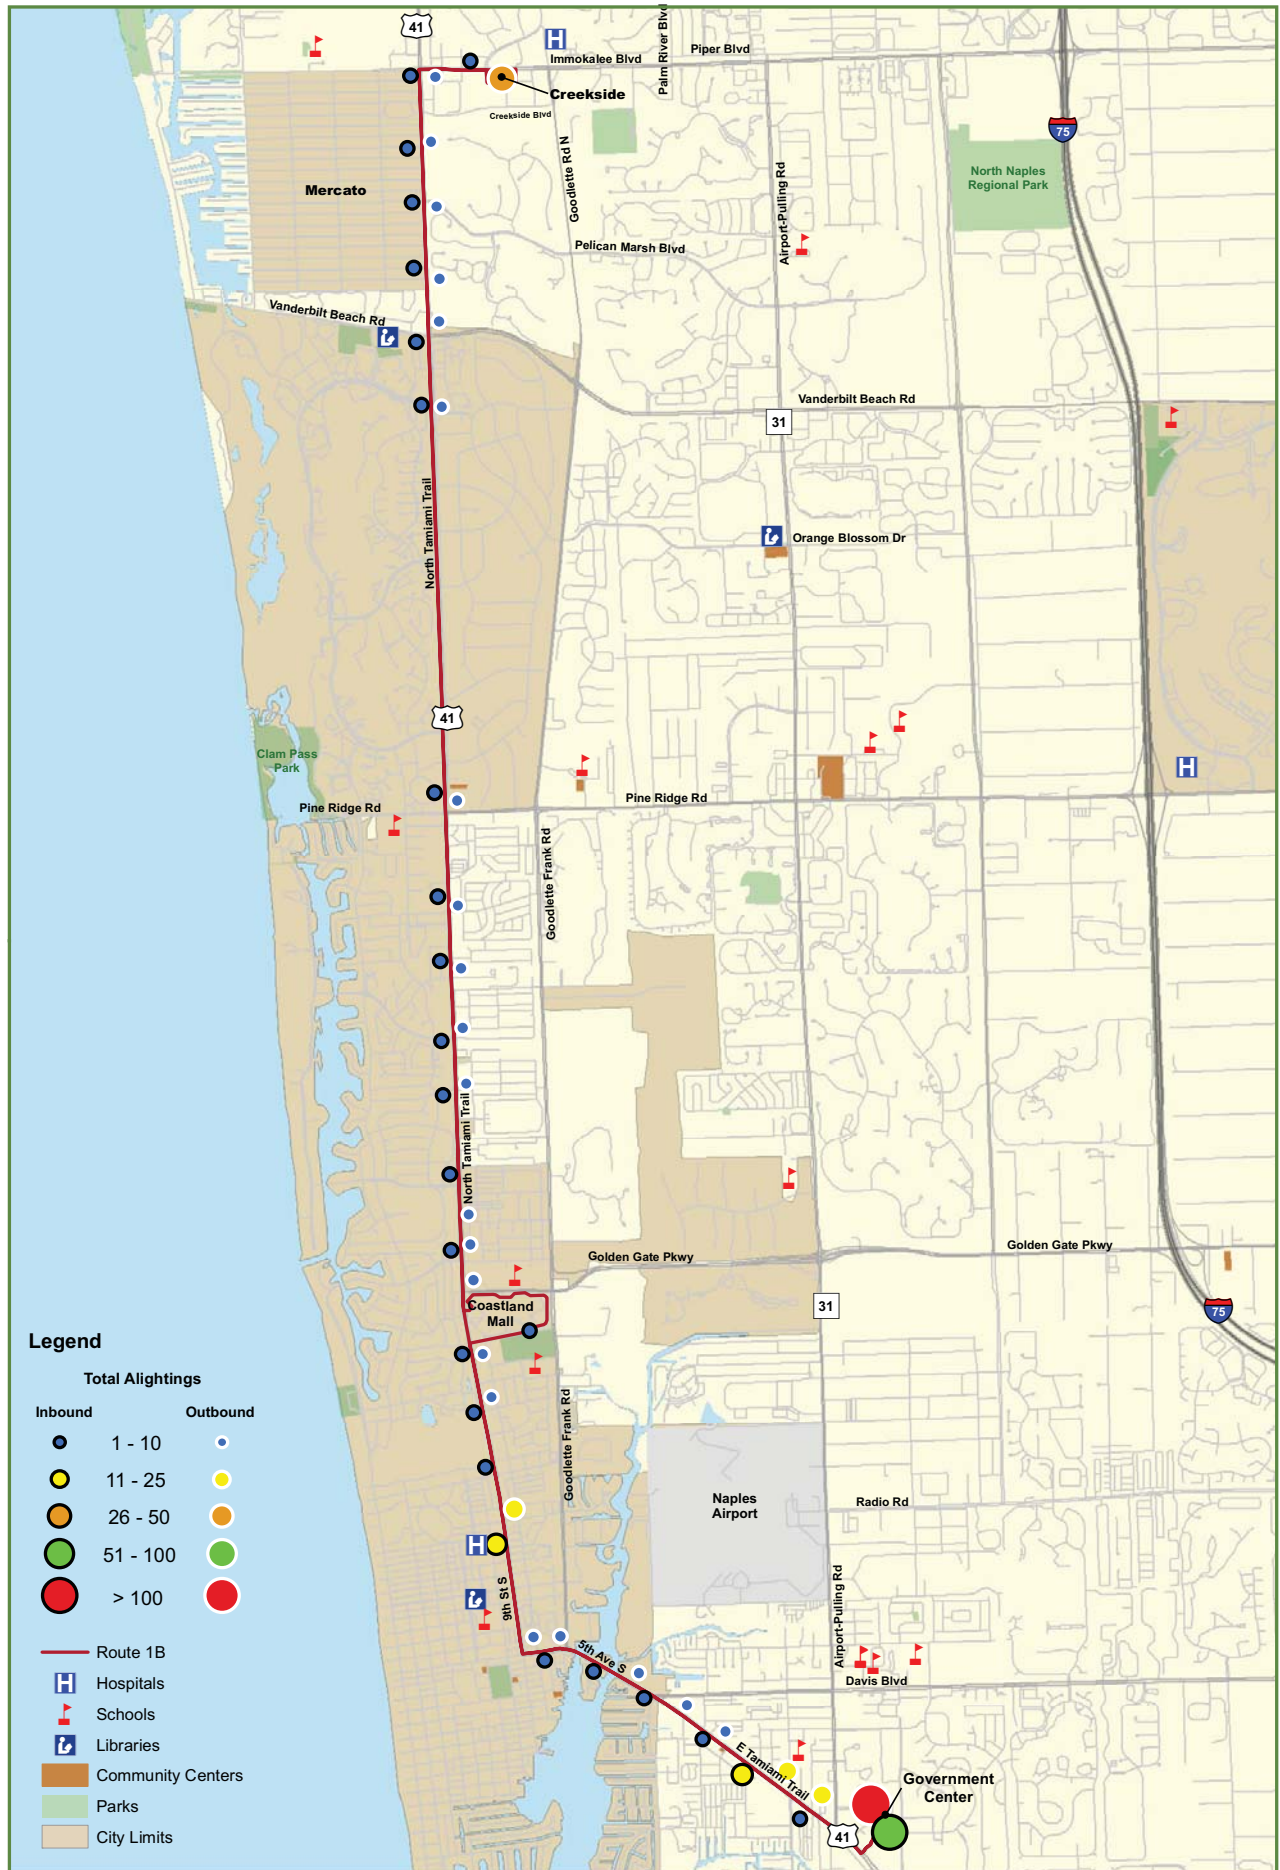 41
H
Immokalee Blvd
Palm River Blvd
Piper Blvd
Creekside
Creekside Blvd
75
Goodlette Rd N
Airport-Pulling Rd
North Naples
Regional Park
Mercato
Pelican Marsh Blvd
Vanderbilt Beach Rd
Vanderbilt Beach Rd
31
North Tamiami Trail
Orange Blossom Dr
41
Clam Pass
Park
H
Pine Ridge Rd
Pine Ridge Rd
Goodlette Frank Rd
North Tamiami Trail
Golden Gate Pkwy
Golden Gate Pkwy
Coastland
Mall
31
75
Goodlette Frank Rd
Naples
Airport
Radio Rd
H
9th St S
Airport-Pulling Rd
5th Ave S
Davis Blvd
E Tamiami Trail
Government
Center
41
Legend
Total Alightings
Inbound Outbound
1 - 10
11 - 25
26 - 50
51 - 100
> 100
Route 1B
H Hospitals
Schools
Libraries
Community Centers
Parks
City Limits